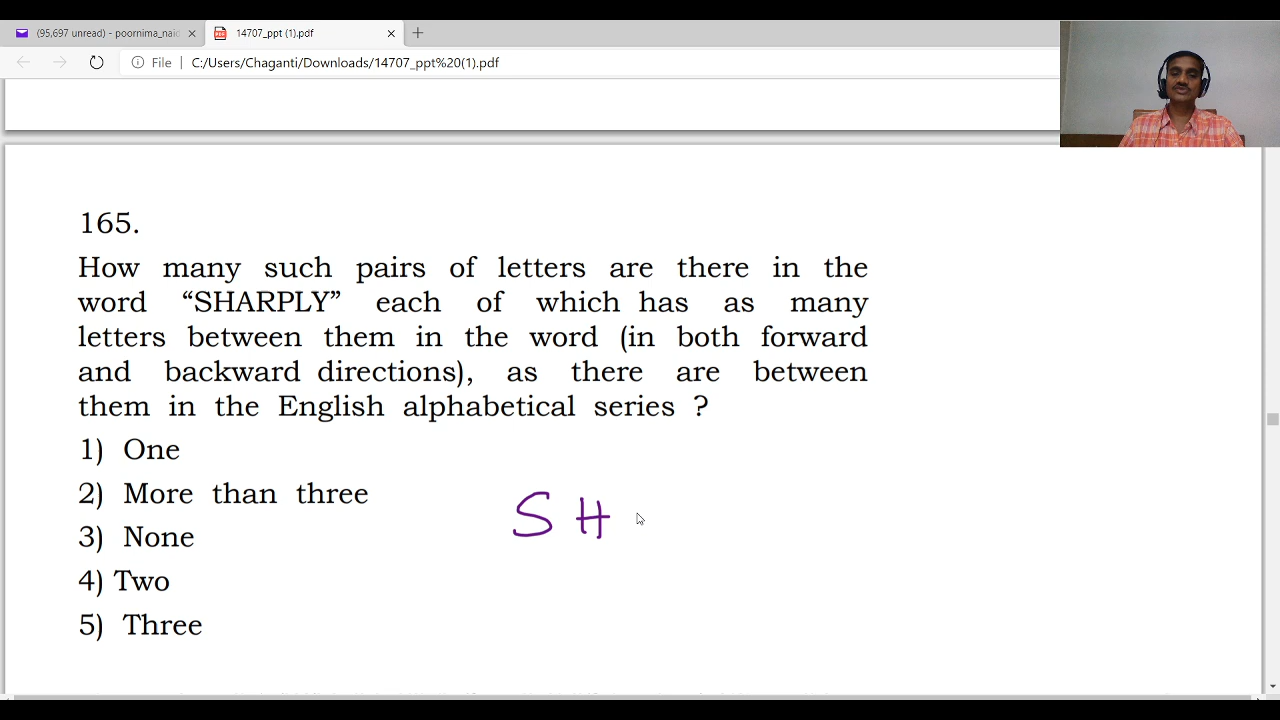 (95,697 unread) - poornima_naid
14707_ppt (1).pdf
File | C:/Users/Chaganti/Downloads/14707_ppt%20(1).pdf
165.
How many such pairs of letters are there in the
word “SHARPLY” each of which has as many
letters between them in the word (in both forward
and backward directions), as there are between
them in the English alphabetical series ?
1) One
2) More than three
3) None
4) Two
5) Three
S H